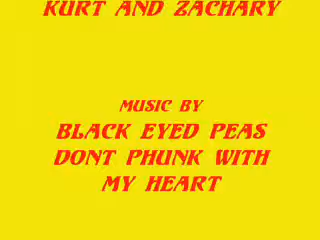 KURT AND ZACHARY
MUSIC BY
BLACK EYED PEAS
DONT PHUNK WITH
MY HEART